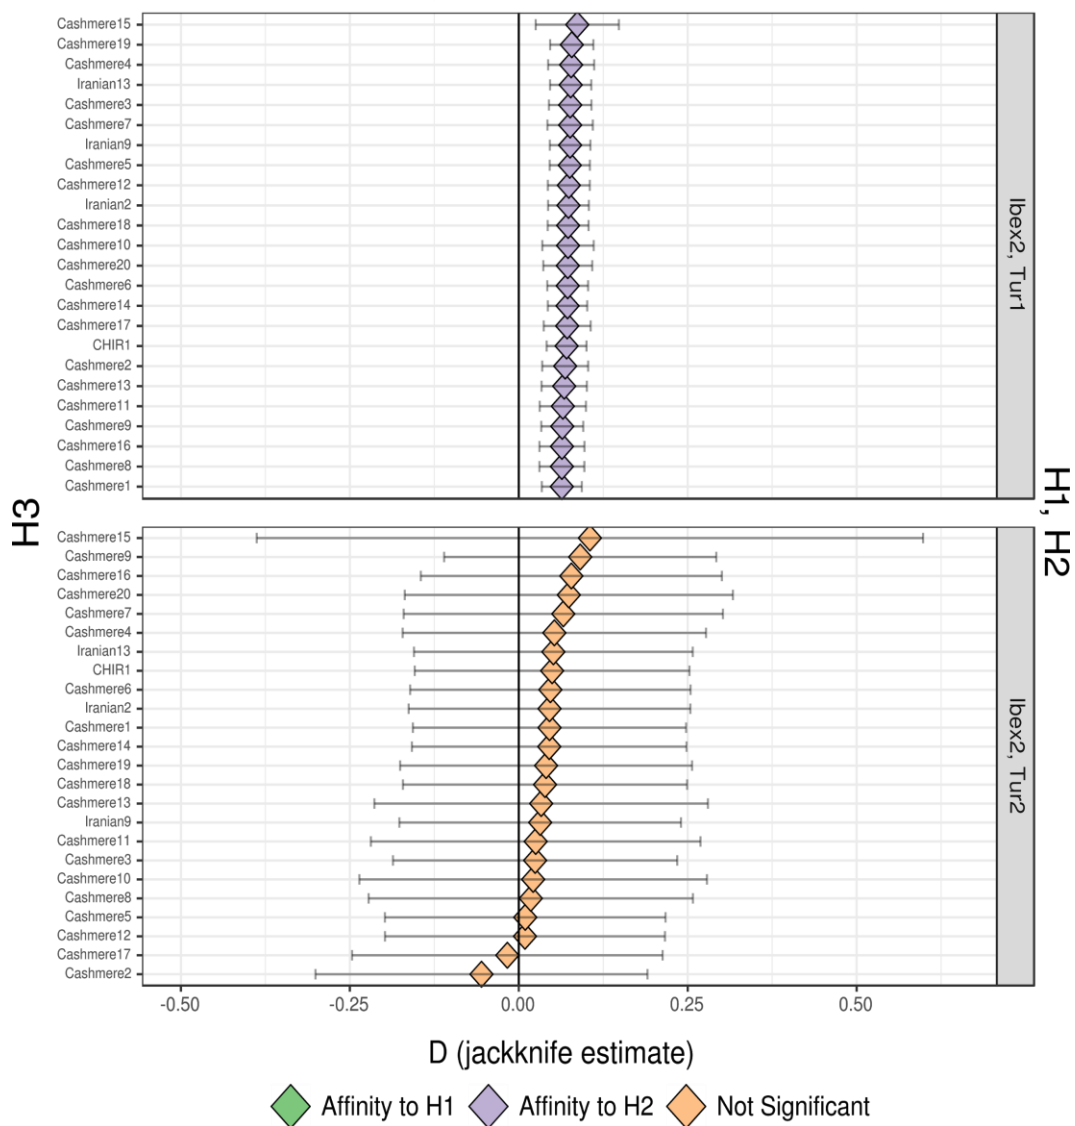 Cashmere15
Cashmere19
Cashmere4
Iranian13
Cashmere3
Cashmere7
Iranian9
Cashmere5
Cashmere12
Iranian2
Cashmere18
Cashmere10
Cashmere20
Cashmere6
Cashmere14
Cashmere17
CHIR1
Cashmere2
Cashmere13
Cashmere11
Cashmere9
Cashmere16
Cashmere8
Cashmere1
Ibex2, Tur1
H3
H1, H2
Cashmere15
Cashmere9
Cashmere16
Cashmere20
Cashmere7
Cashmere4
Iranian13
CHIR1
Cashmere6
Iranian2
Cashmere1
Cashmere14
Cashmere19
Cashmere18
Cashmere13
Iranian9
Cashmere11
Cashmere3
Cashmere10
Cashmere8
Cashmere5
Cashmere12
Cashmere17
Cashmere2
Ibex2, Tur2
-0.50 -0.25 0.00 0.25 0.50
D (jackknife estimate)
Affinity to H1 Affinity to H2 Not Significant